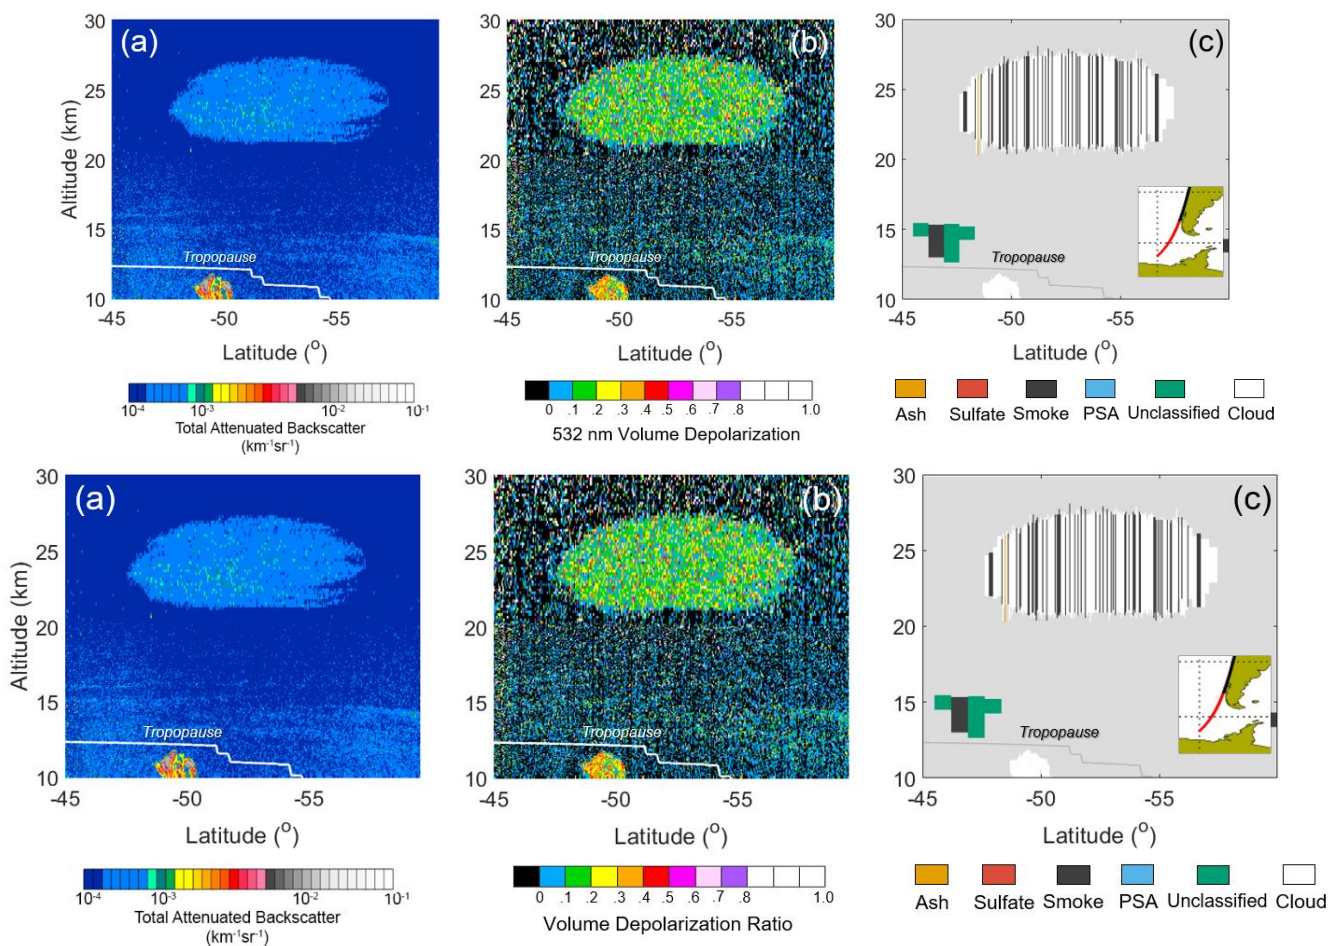 (a)
30
25
20
15
10
Altitude (km)
Tropopause
-45
-50
-55
Latitude (o)
10-4
10-3
10-2
10-1
Total Attenuated Backscatter
(km-1sr-1)
(b)
30
25
20
15
10
Tropopause
-45
-50
-55
Latitude (o)
0 .1 .2 .3 .4 .5 .6 .7 .8 1.0
532 nm Volume Depolarization
(c)
30
25
20
15
10
Tropopause
-45
-50
-55
Latitude (o)
Ash Sulfate Smoke PSA Unclassified Cloud
(a)
30
25
20
15
10
Altitude (km)
Tropopause
-45
-50
-55
Latitude (o)
10-4
10-3
10-2
10-1
Total Attenuated Backscatter
(km-1sr-1)
(b)
30
25
20
15
10
Tropopause
-45
-50
-55
Latitude (o)
0 .1 .2 .3 .4 .5 .6 .7 .8 1.0
Volume Depolarization Ratio
(c)
30
25
20
15
10
Tropopause
-45
-50
-55
Latitude (o)
Ash Sulfate Smoke PSA Unclassified Cloud